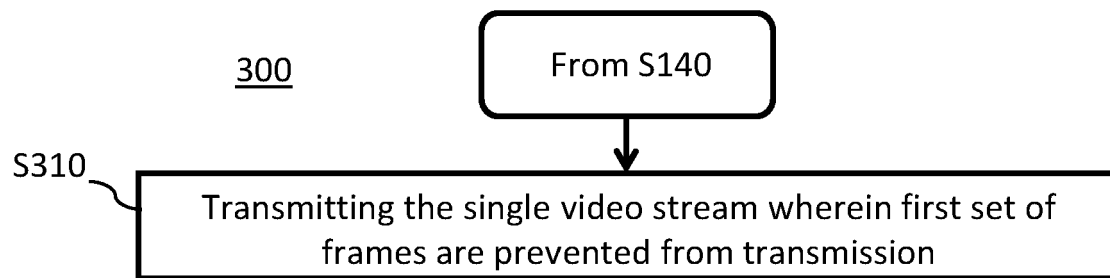 From S140
300
S310
Transmitting the single video stream wherein first set of
frames are prevented from transmission